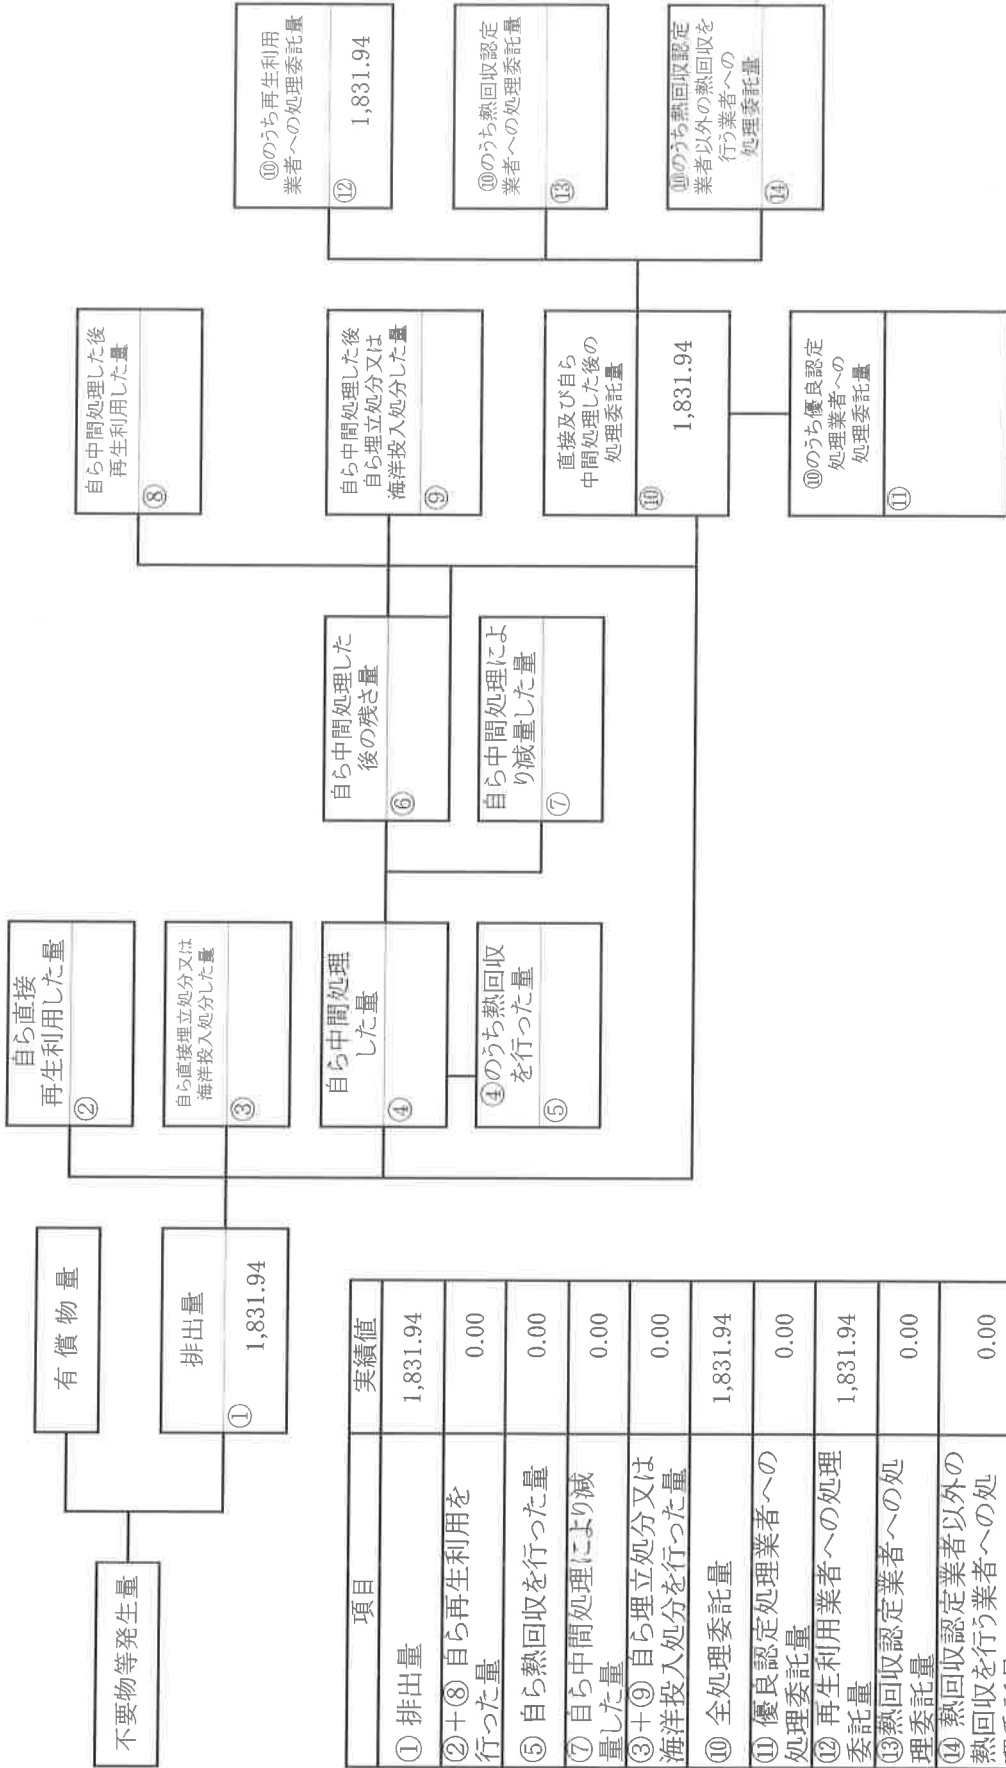 不要物等発生量
有償物量
排出量
①
1,831.94
自ら直接
再生利用した量
②
自ら直接埋立処分又は
海洋投入処分した量
③
自ら中間処理
した量
④
④のうち熱回収
を行った量
⑤
自ら中間処理した
後の残さ量
⑥
自ら中間処理によ
り減量した量
⑦
自ら中間処理した後
再生利用した量
⑧
自ら中間処理した後
自ら埋立処分又は
海洋投入処分した量
⑨
直接及び自ら
中間処理した後の
処理委託量
⑩
1,831.94
⑩のうち優良認定
処理業者への
処理委託量
⑪
⑩のうち再生利用
業者への処理委託量
⑫
1,831.94
⑩のうち熱回収認定
業者への処理委託量
⑬
⑩のうち熱回収認定
業者以外の熱回収を
行う業者への
処理委託量
⑭
項目 実績値
①排出量 1,831.94
②+⑧自ら再生利用を
行った量 0.00
⑤自ら熱回収を行った量 0.00
⑦自ら中間処理により減
量した量 0.00
③+⑨自ら埋立処分又は
海洋投入処分を行った量 0.00
⑩全処理委託量 1,831.94
⑪優良認定処理業者への
処理委託量 0.00
⑫再生利用業者への処理
委託量 1,831.94
⑬熱回収認定業者への処
理委託量 0.00
⑭熱回収認定業者以外の
熱回収を行う業者への処 0.00